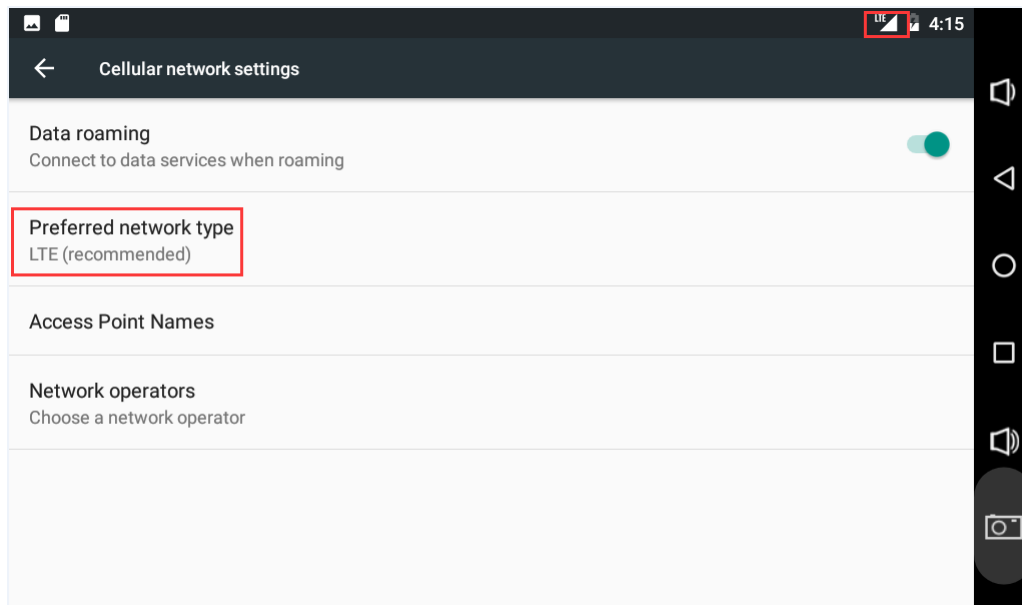 LTE 4:15
Cellular network settings
Data roaming
Connect to data services when roaming
Preferred network type
LTE (recommended)
Access Point Names
Network operators
Choose a network operator